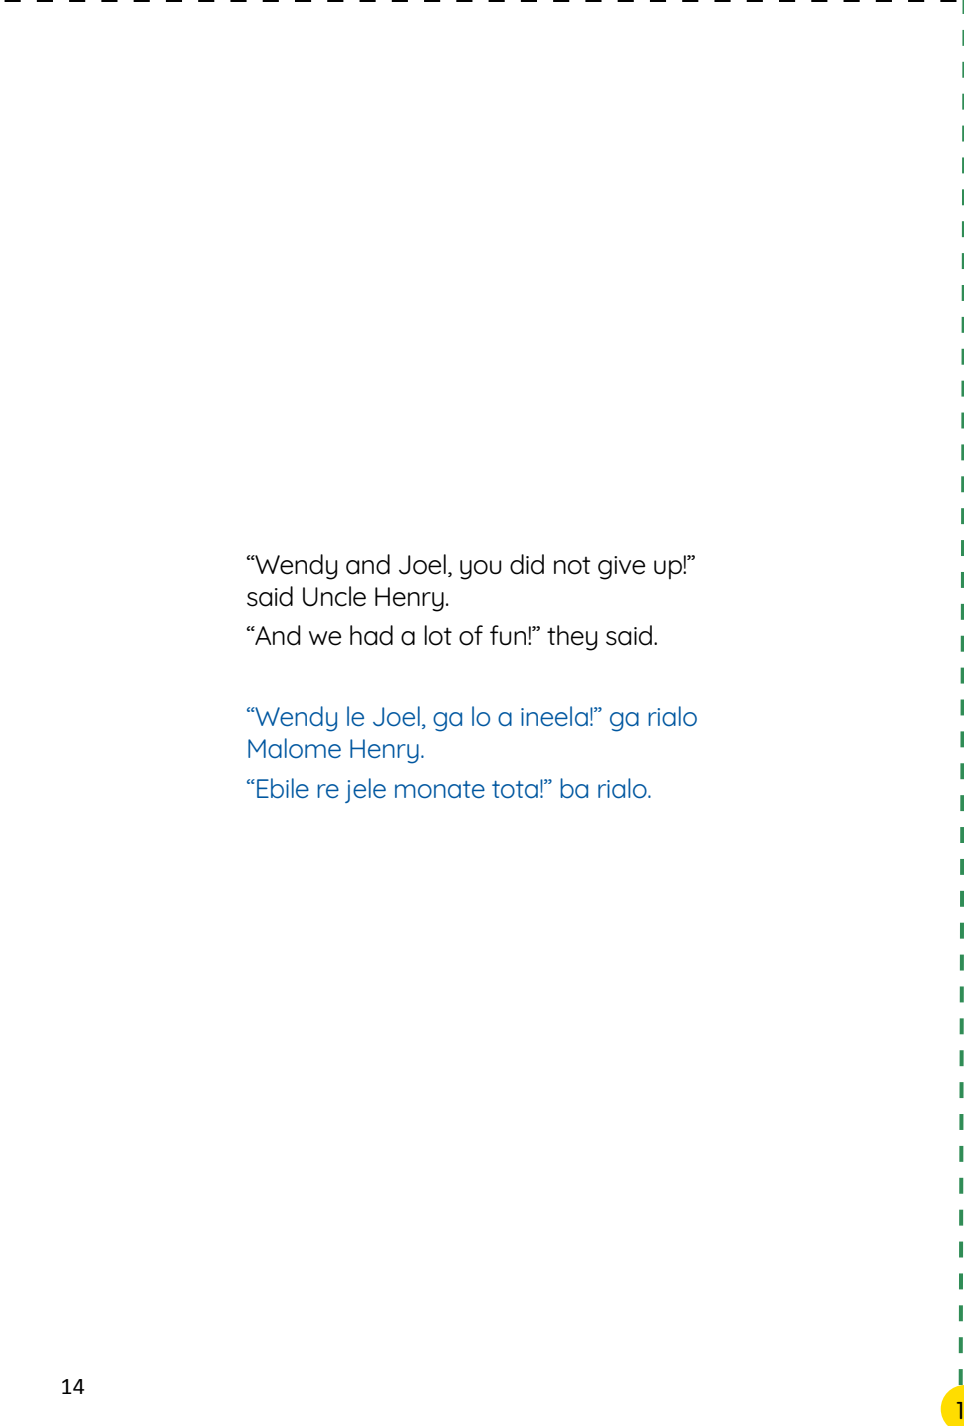 “Wendy and Joel, you did not give up!”
said Uncle Henry.
“And we had a lot of fun!” they said.
“Wendy le Joel, ga lo a ineela!” ga rialo
Malome Henry.
“Ebile re jele monate tota!” ba rialo.
14
1